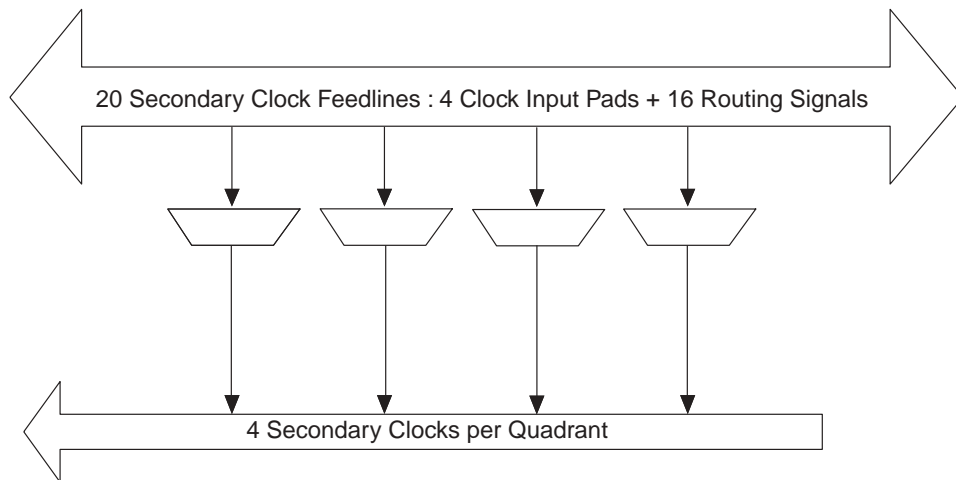 20 Secondary Clock Feedlines : 4 Clock Input Pads + 16 Routing Signals
4 Secondary Clocks per Quadrant